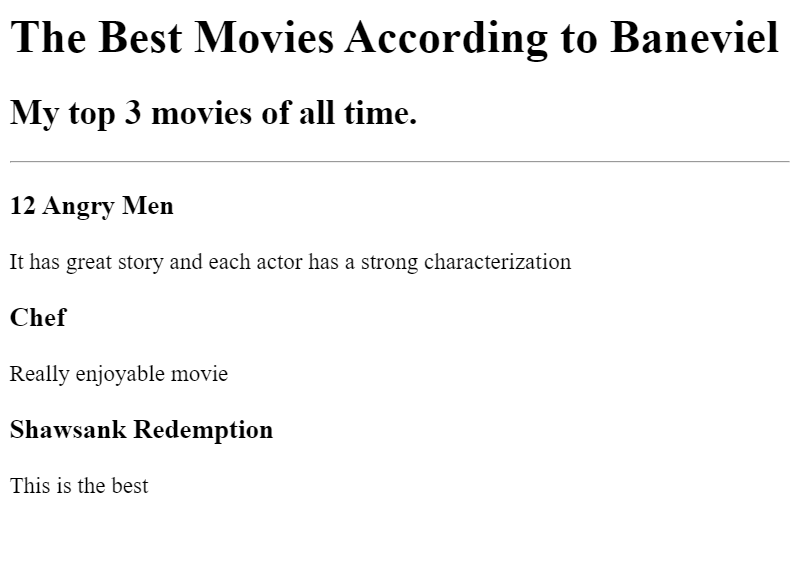 The Best Movies According to Baneviel
My top 3 movies of all time.
12 Angry Men
It has great story and each actor has a strong characterization
Chef
Really enjoyable movie
Shawsank Redemption
This is the best